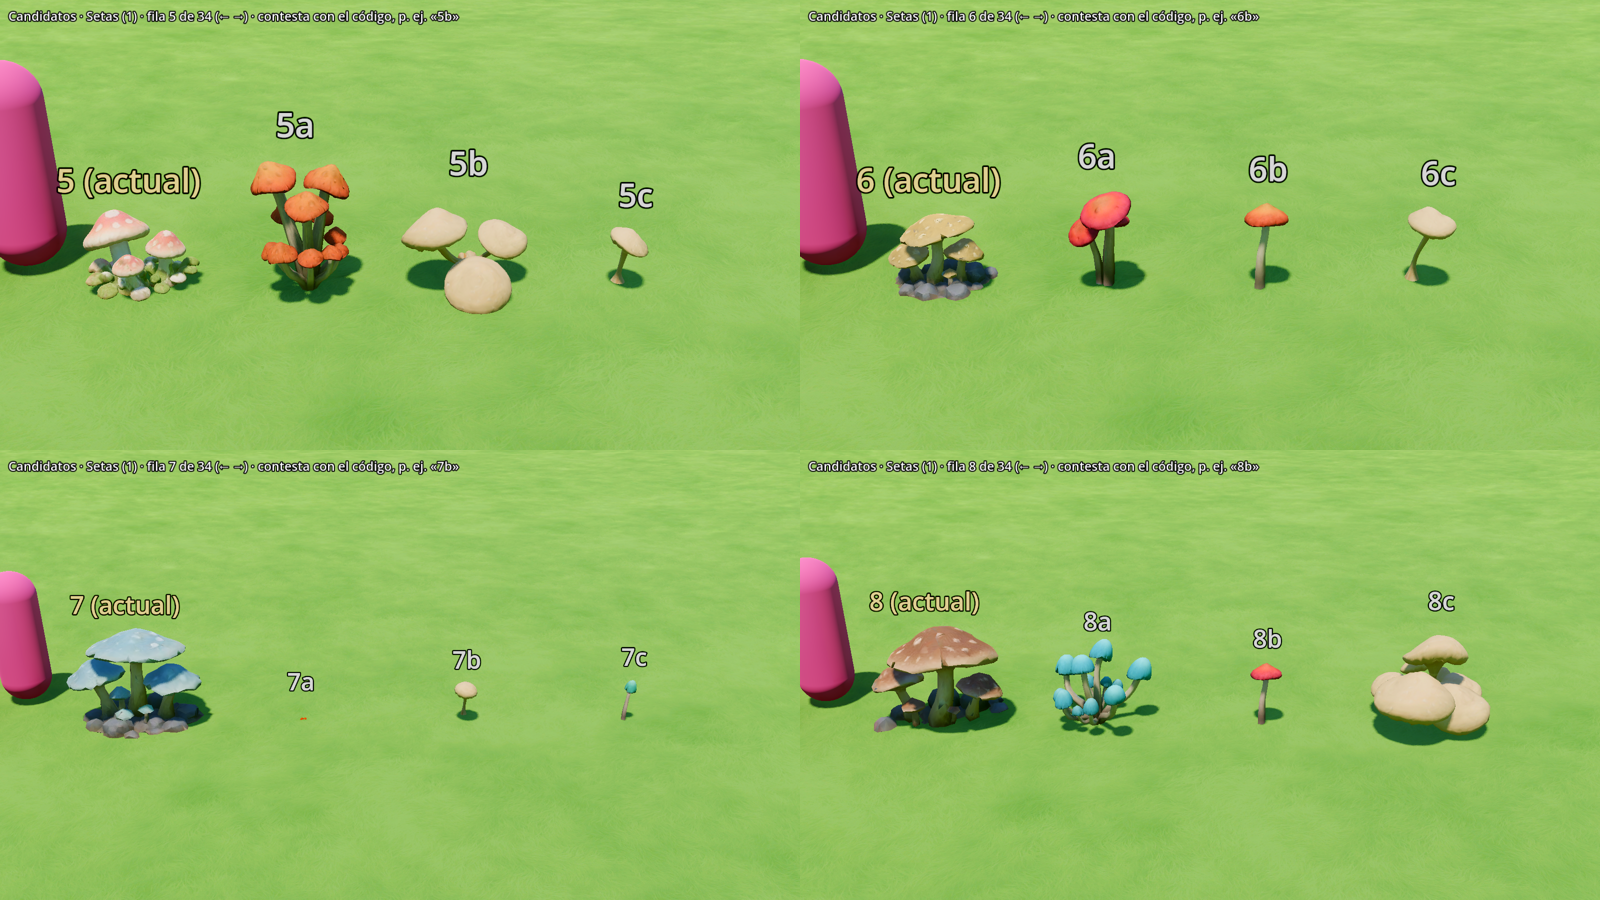 Candidatos · Setas (1) · fila 5 de 34 (← →) · contesta con el código, p. ej. «5b»
5 (actual)
5a
5b
5c
Candidatos · Setas (1) · fila 6 de 34 (← →) · contesta con el código, p. ej. «6b»
6 (actual)
6a
6b
6c
Candidatos · Setas (1) · fila 7 de 34 (← →) · contesta con el código, p. ej. «7b»
7 (actual)
7a
7b
7c
Candidatos · Setas (1) · fila 8 de 34 (← →) · contesta con el código, p. ej. «8b»
8 (actual)
8a
8b
8c